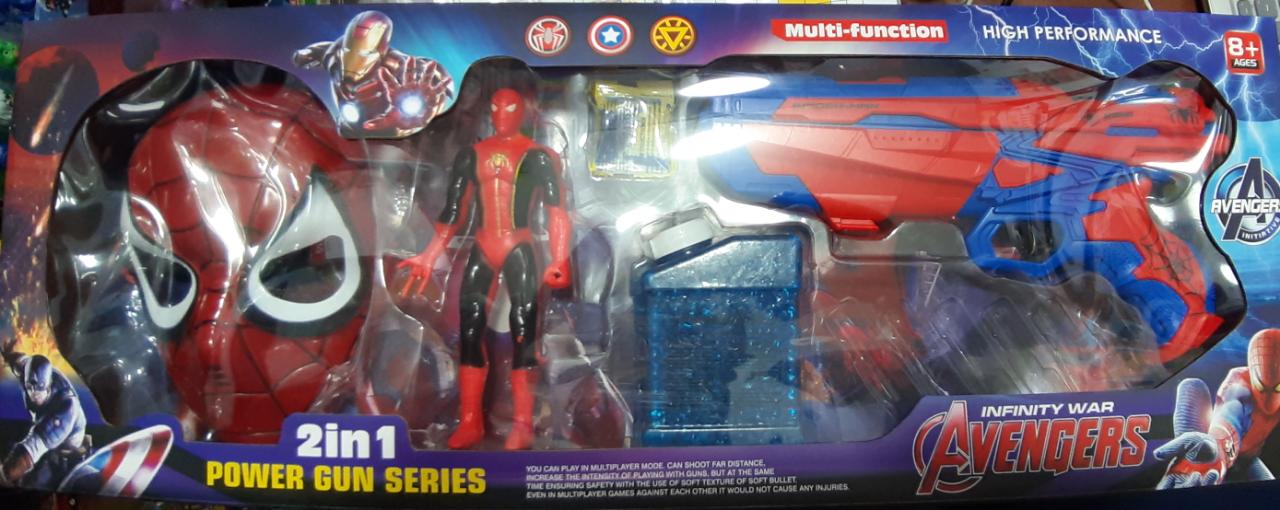 Multi-function
HIGH PERFORMANCE
8+
AGES
SPIDER-MAN
AVENGER
INITIATIVE
INFINITY WAR
AVENGERS
2in1
POWER GUN SERIES
YOU CAN PLAY IN MULTIPLAYER MODE. CAN SHOOT FAR DISTANCE,
INCREASE THE INTENSITY OF PLAYING WITH GUNS, BUT AT THE SAME
TIME ENSURING SAFETY WITH THE USE OF SOFT TEXTURE OF SOFT BULLET.
EVEN IN MULTIPLAYER GAMES AGAINST EACH OTHER IT WOULD NOT CAUSE ANY INJURIES.